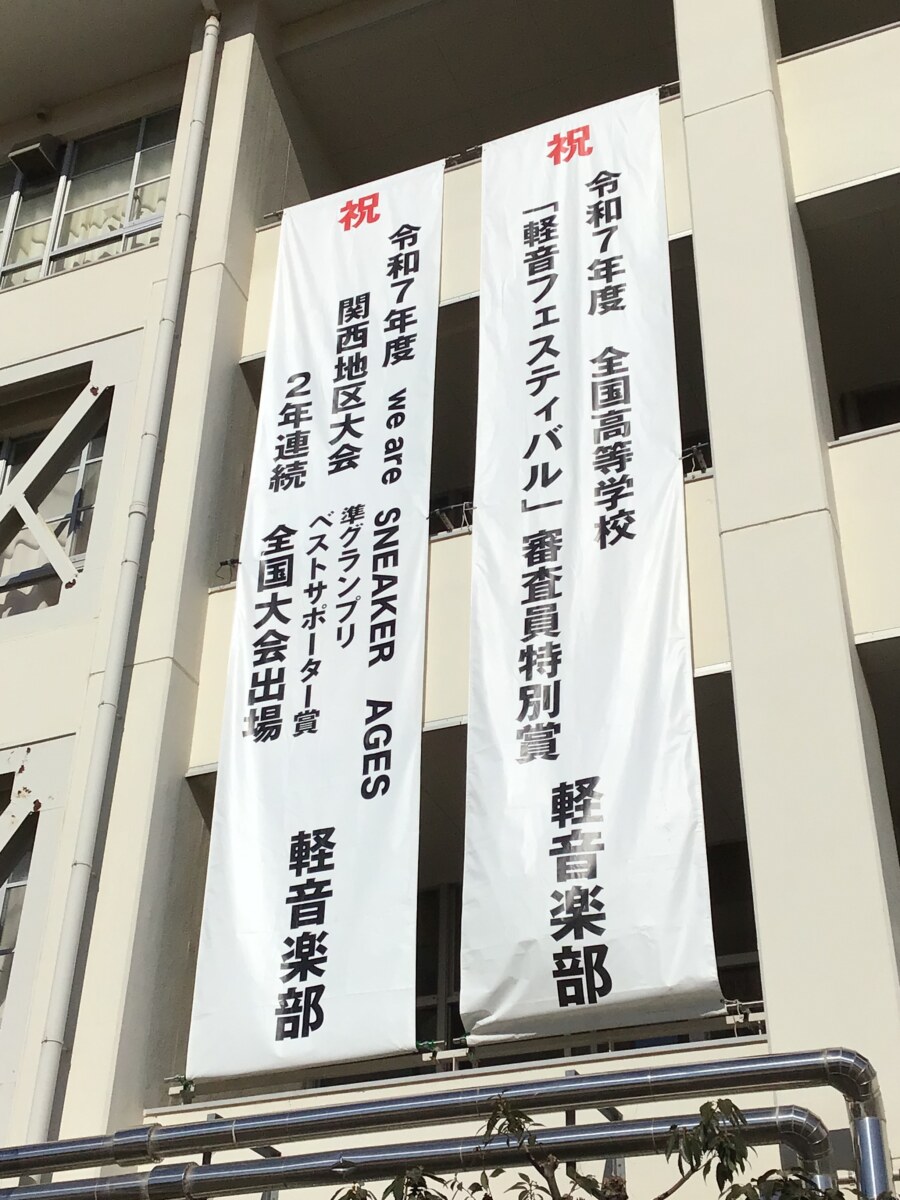 祝
令和7年度 全国高等学校
「軽音フェスティバル」審査員特別賞
軽音楽部
祝
令和7年度 we are SNEAKER AGES
関西地区大会 準グランプリ
ベストサポーター賞
2年連続 全国大会出場
軽音楽部